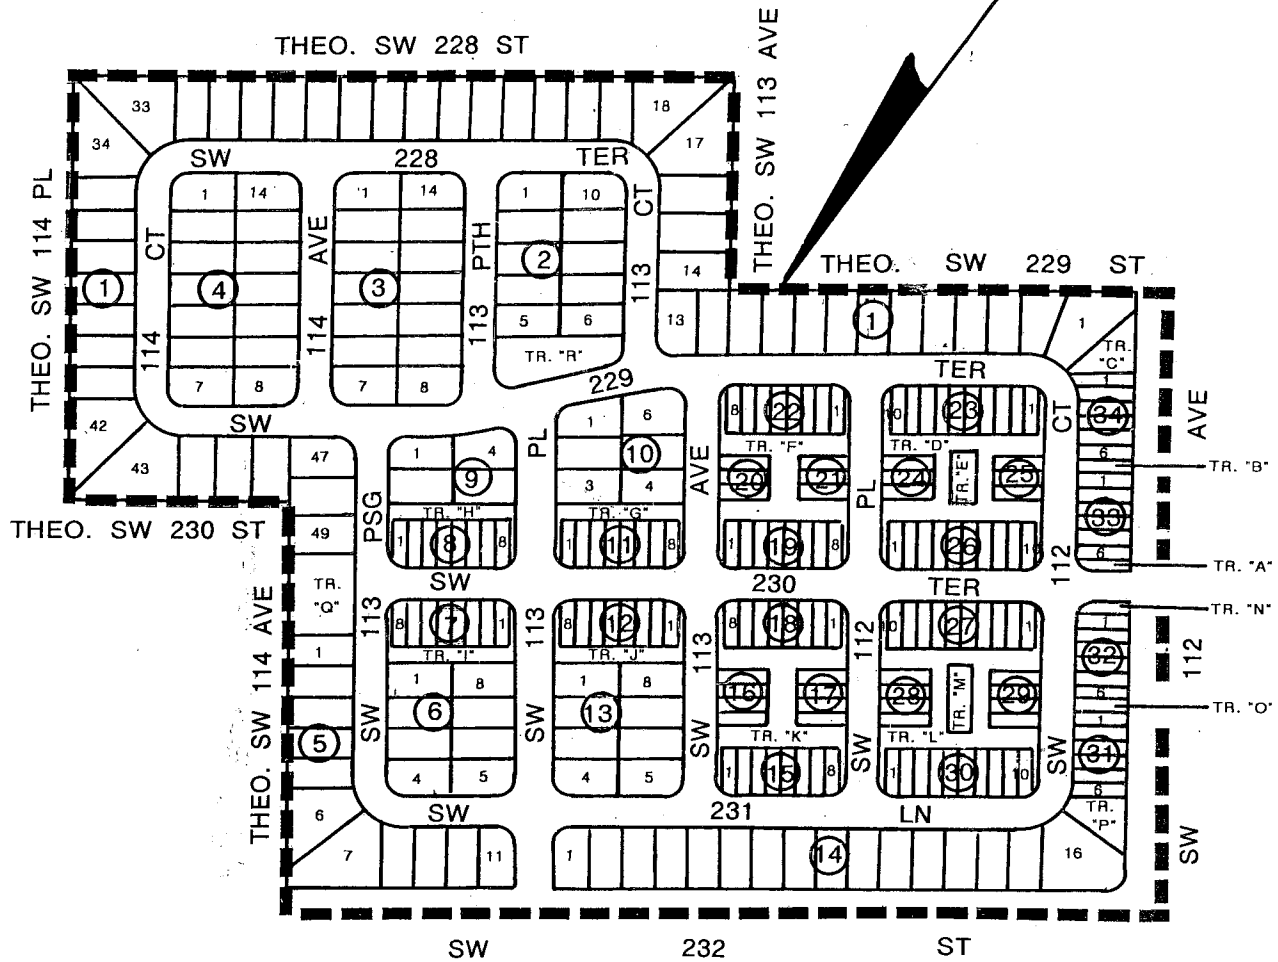 THEO. SW 228 ST
THEO. SW 113 AVE
THEO. SW 114 PL
33
18
34
17
SW 228 TER
1 14
1 14
1 10
CT
AVE
PTH
CT
1
4
3
2
114
114
113
113
14
THEO. SW 229 ST
5 6
13
1
1
TR. "R"
TR. "C"
7 8
7 8
229
TER
42
SW
43
47
1 4
9
PL
1 6
10
3 4
AVE
8 22 1
10 23 1
CT
1
34
6
AVE
TR. "F"
TR. "D"
TR. "B"
20 21
PL
24
TR. "E"
25
1
33
6
THEO. SW 230 ST
49
PSG
TR. "H"
TR. "G"
1 8 8
1 11 8
1 19 8
1 26 10
112
TR. "A"
SW 230 TER
TR. "Q"
TR. "N"
THEO. SW 114 AVE
113
8 7 1
113
8 12 1
113
8 18 1
112
10 27 1
1
32
6
112
TR. "I"
TR. "J"
1
1 8
6
4 5
1 8
13
4 5
16 17
28
TR. "M"
29
TR. "O"
5
SW
SW
SW
TR. "K"
SW
TR. "L"
SW
1
31
6
1 15 8
1 30 10
6
SW 231 LN
TR. "P"
7
11
1
14
16
SW
SW 232 ST